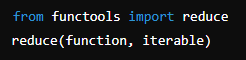 from functools import reduce
reduce(function, iterable)